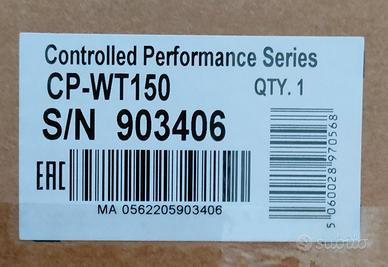 Controlled Performance Series
CP-WT150
QTY. 1
S/N 903406
EAC
MA 0562205903406
5 060028 970568
subito